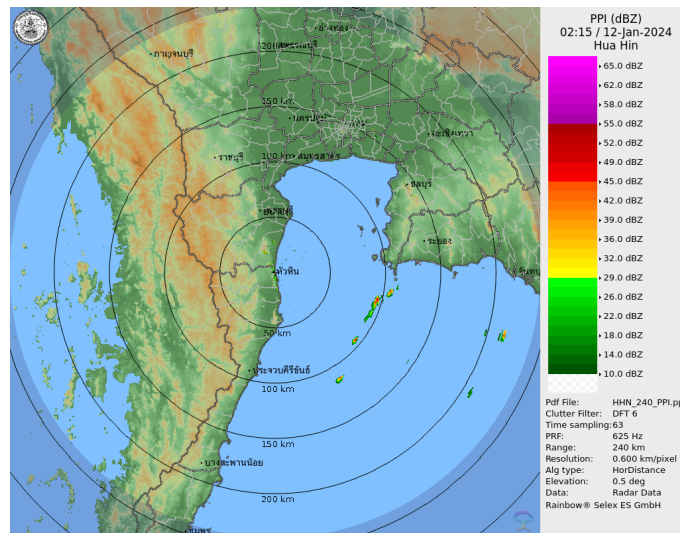 PPI (dBZ)
02:15 / 12-Jan-2024
Hua Hin
65.0 dBZ
62.0 dBZ
58.0 dBZ
55.0 dBZ
52.0 dBZ
49.0 dBZ
45.0 dBZ
42.0 dBZ
39.0 dBZ
36.0 dBZ
32.0 dBZ
29.0 dBZ
26.0 dBZ
22.0 dBZ
18.0 dBZ
14.0 dBZ
10.0 dBZ
Pdf File: HHN_240_PPI.pp
Clutter Filter: DFT 6
Time sampling:63
PRF: 625 Hz
Range: 240 km
Resolution: 0.600 km/pixel
Alg type: HorDistance
Elevation: 0.5 deg
Data: Radar Data
Rainbow® Selex ES GmbH
อ่างทอง
กาญจนบุรี
150 km
นครปฐม
ฉะเชิงเทรา
ราชบุรี
100 km
สมุทรสาคร
ชลบุรี
ระยอง
หัวหิน
50 km
ประจวบคีรีขันธ์
100 km
150 km
บางสะพานน้อย
200 km
ชุมพร